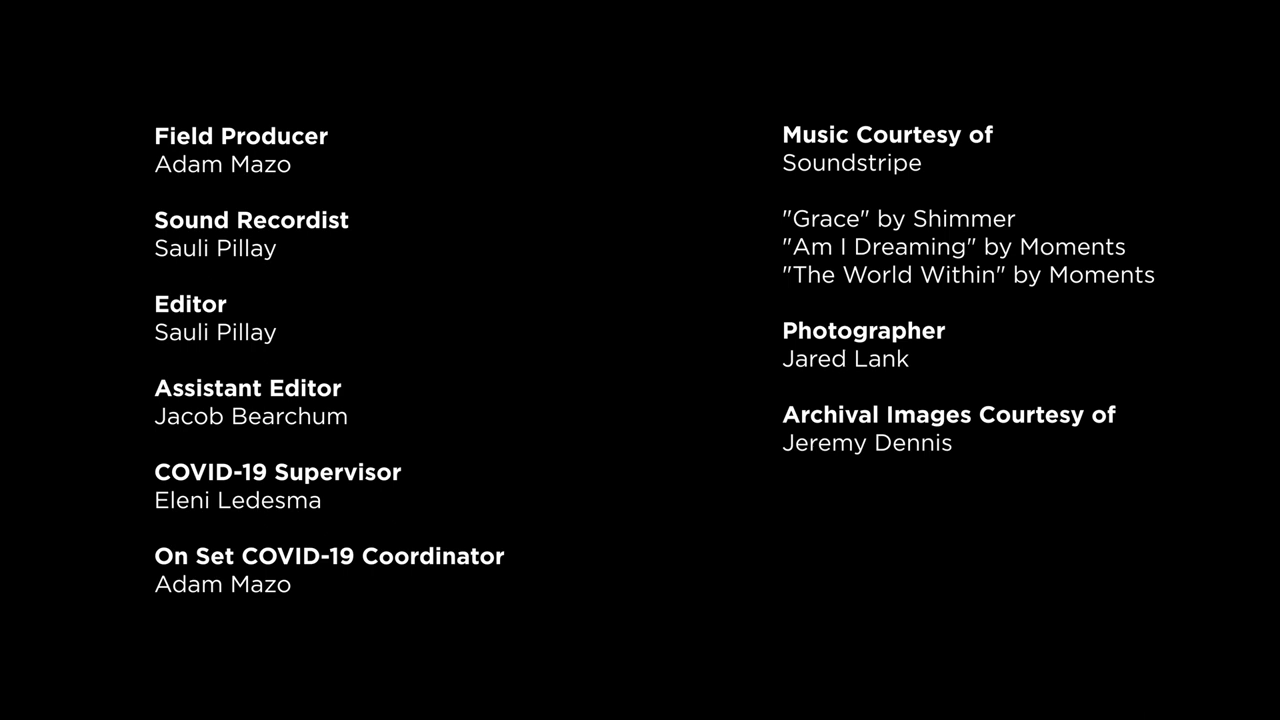 Field Producer
Adam Mazo
Sound Recordist
Sauli Pillay
Editor
Sauli Pillay
Assistant Editor
Jacob Bearchum
COVID-19 Supervisor
Eleni Ledesma
On Set COVID-19 Coordinator
Adam Mazo
Music Courtesy of
Soundstripe
"Grace" by Shimmer
"Am I Dreaming" by Moments
"The World Within" by Moments
Photographer
Jared Lank
Archival Images Courtesy of
Jeremy Dennis